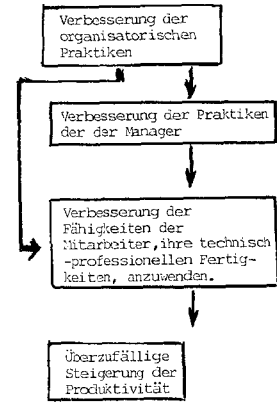 Verbesserung der
organisatorischen
Praktiken
Verbesserung der Praktiken
der der Manager
Verbesserung der
Fähigkeiten der
Mitarbeiter,ihre technisch
-professionellen Fertig-
keiten, anzuwenden.
Überzufällige
Steigerung der
Produktivität